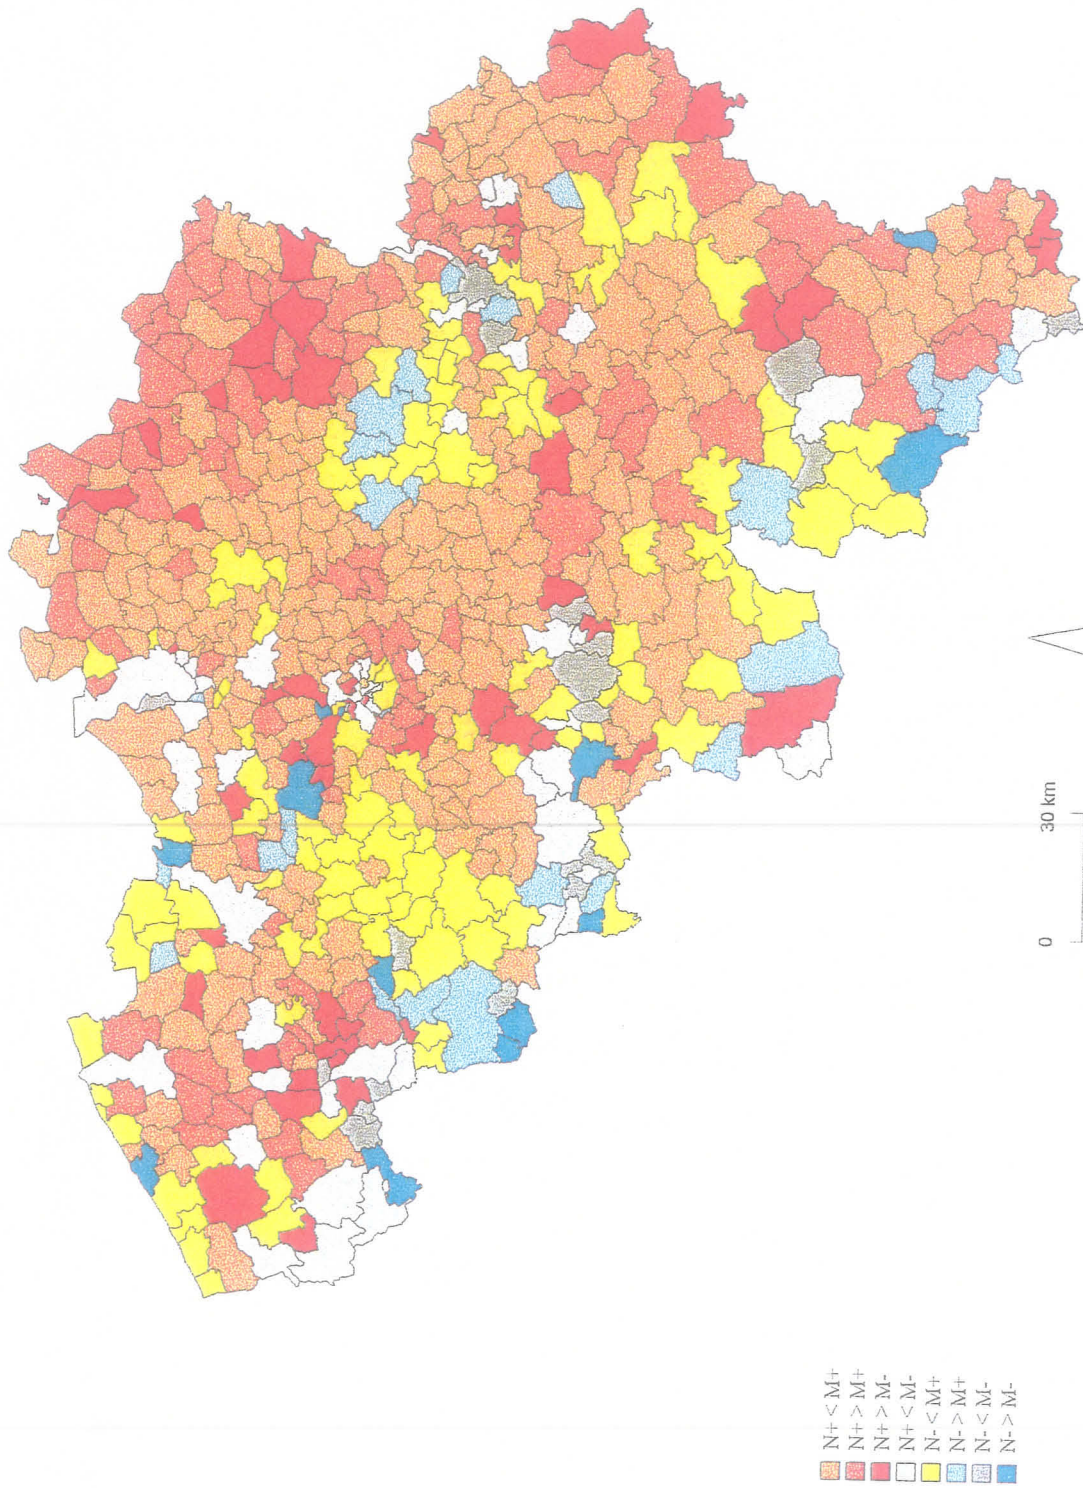 N+ < M+
N+ > M+
N+ > M-
N+ < M-
N- < M+
N- > M+
N- < M-
N- > M-
0 30 km